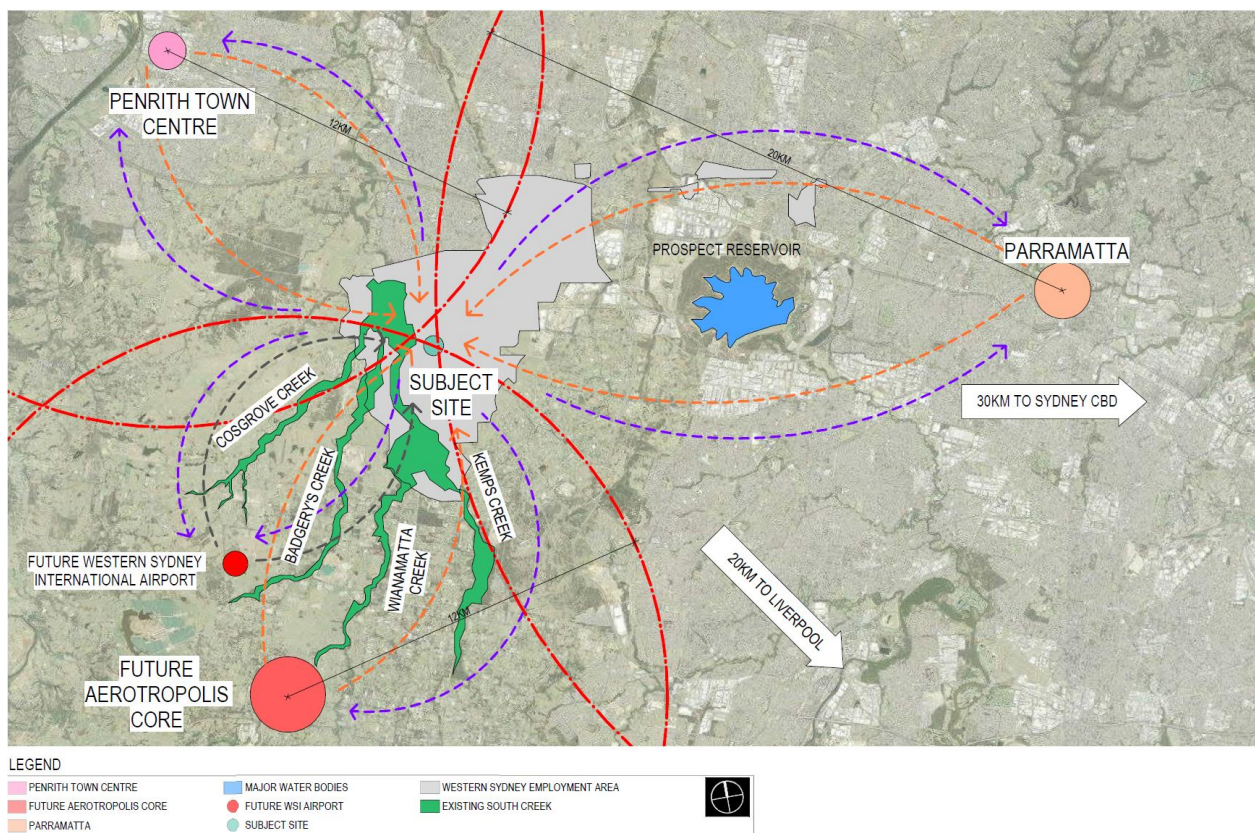 PENRITH TOWN
CENTRE
12KM
20KM
PROSPECT RESERVOIR
PARRAMATTA
SUBJECT
SITE
30KM TO SYDNEY CBD
COSGROVE CREEK
BADGERY'S CREEK
WIANAMATTA
CREEK
KEMPS CREEK
FUTURE WESTERN SYDNEY
INTERNATIONAL AIRPORT
20KM TO LIVERPOOL
12KM
FUTURE
AEROTROPOLIS
CORE
LEGEND
PENRITH TOWN CENTRE
FUTURE AEROTROPOLIS CORE
PARRAMATTA
MAJOR WATER BODIES
FUTURE WSI AIRPORT
SUBJECT SITE
WESTERN SYDNEY EMPLOYMENT AREA
EXISTING SOUTH CREEK